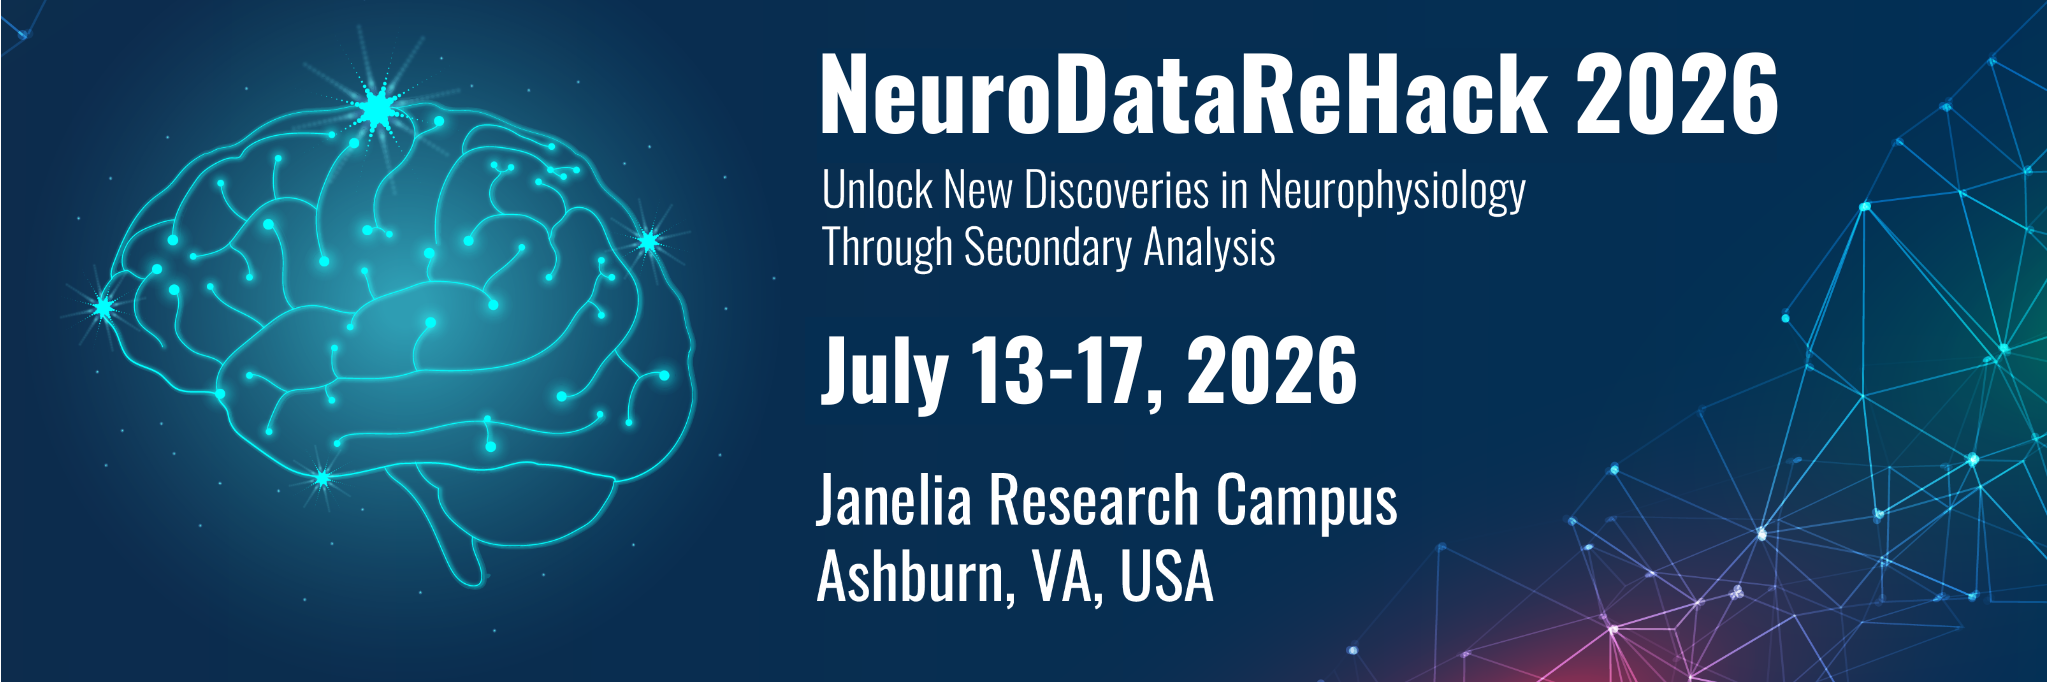 NeuroDataReHack 2026
Unlock New Discoveries in Neurophysiology
Through Secondary Analysis
July 13-17, 2026
Janelia Research Campus
Ashburn, VA, USA